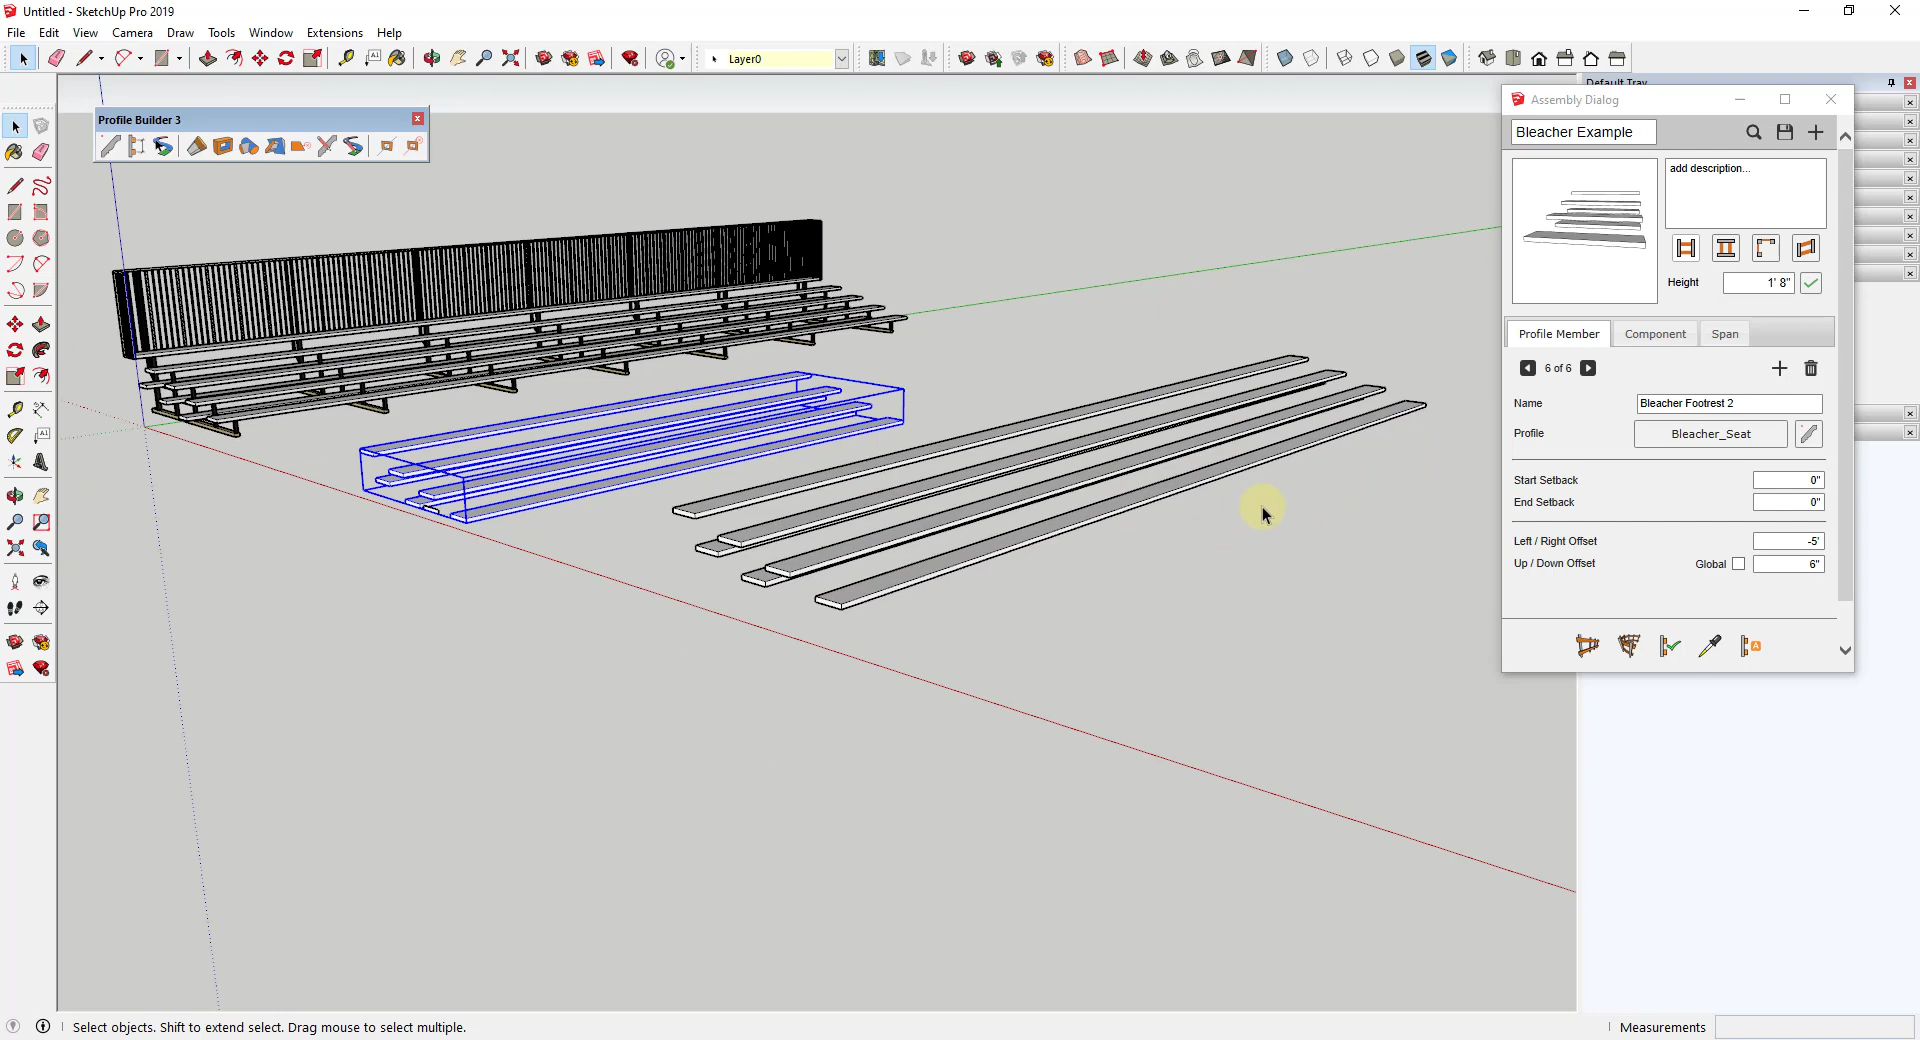 Untitled - SketchUp Pro 2019
File Edit View Camera Draw Tools Window Extensions Help
Layer0
Default Tray
Profile Builder 3
Assembly Dialog
Bleacher Example
add description...
Height 1' 8"
Profile Member Component Span
6 of 6
Name Bleacher Footrest 2
Profile Bleacher_Seat
Start Setback 0"
End Setback 0"
Left / Right Offset -5'
Up / Down Offset Global 6"
Select objects. Shift to extend select. Drag mouse to select multiple.
Measurements